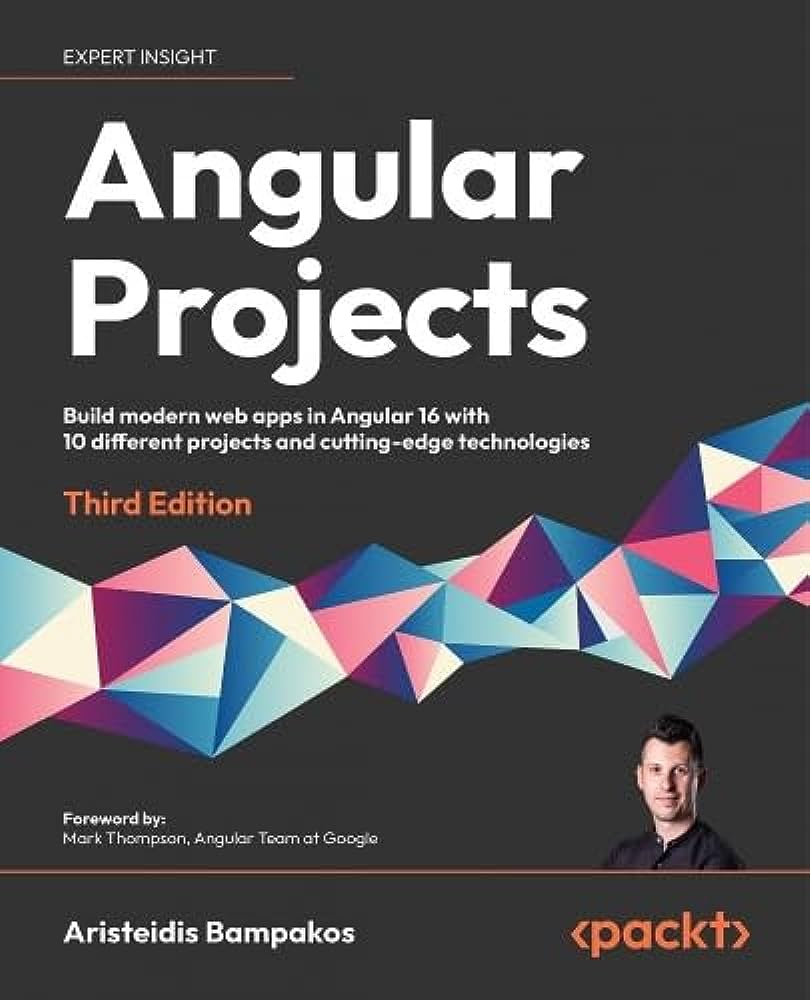 EXPERT INSIGHT
Angular
Projects
Build modern web apps in Angular 16 with
10 different projects and cutting-edge technologies
Third Edition
Foreword by:
Mark Thompson, Angular Team at Google
Aristeidis Bampakos
<packt>